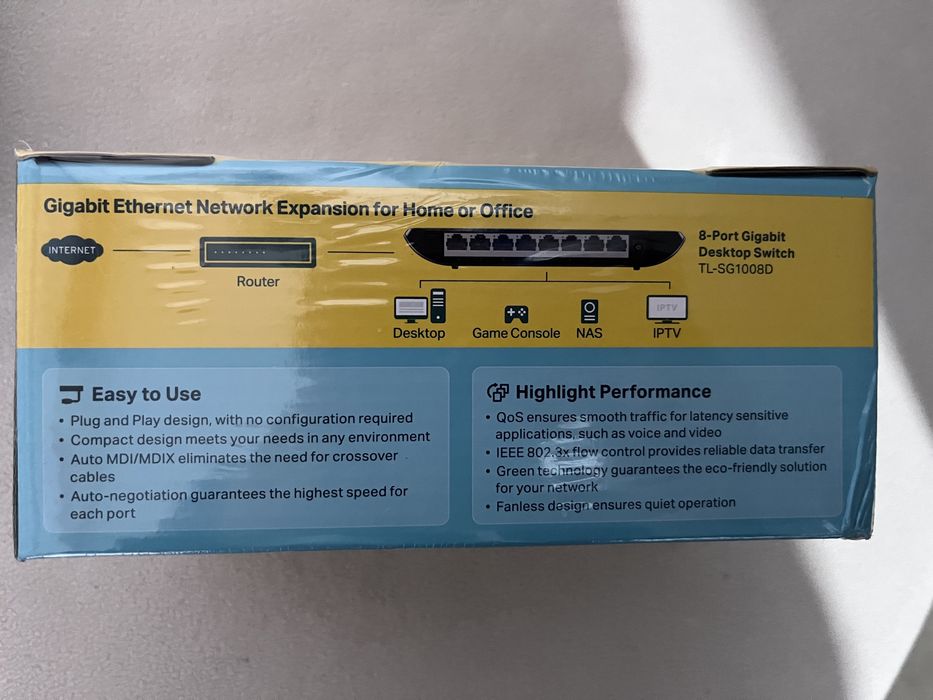 Gigabit Ethernet Network Expansion for Home or Office
INTERNET
Router
8-Port Gigabit
Desktop Switch
TL-SG1008D
IPTV
Desktop
Game Console
NAS
IPTV
Easy to Use
• Plug and Play design, with no configuration required
• Compact design meets your needs in any environment
• Auto MDI/MDIX eliminates the need for crossover
cables
• Auto-negotiation guarantees the highest speed for
each port
Highlight Performance
• QoS ensures smooth traffic for latency sensitive
applications, such as voice and video
• IEEE 802.3x flow control provides reliable data transfer
• Green technology guarantees the eco-friendly solution
for your network
• Fanless design ensures quiet operation